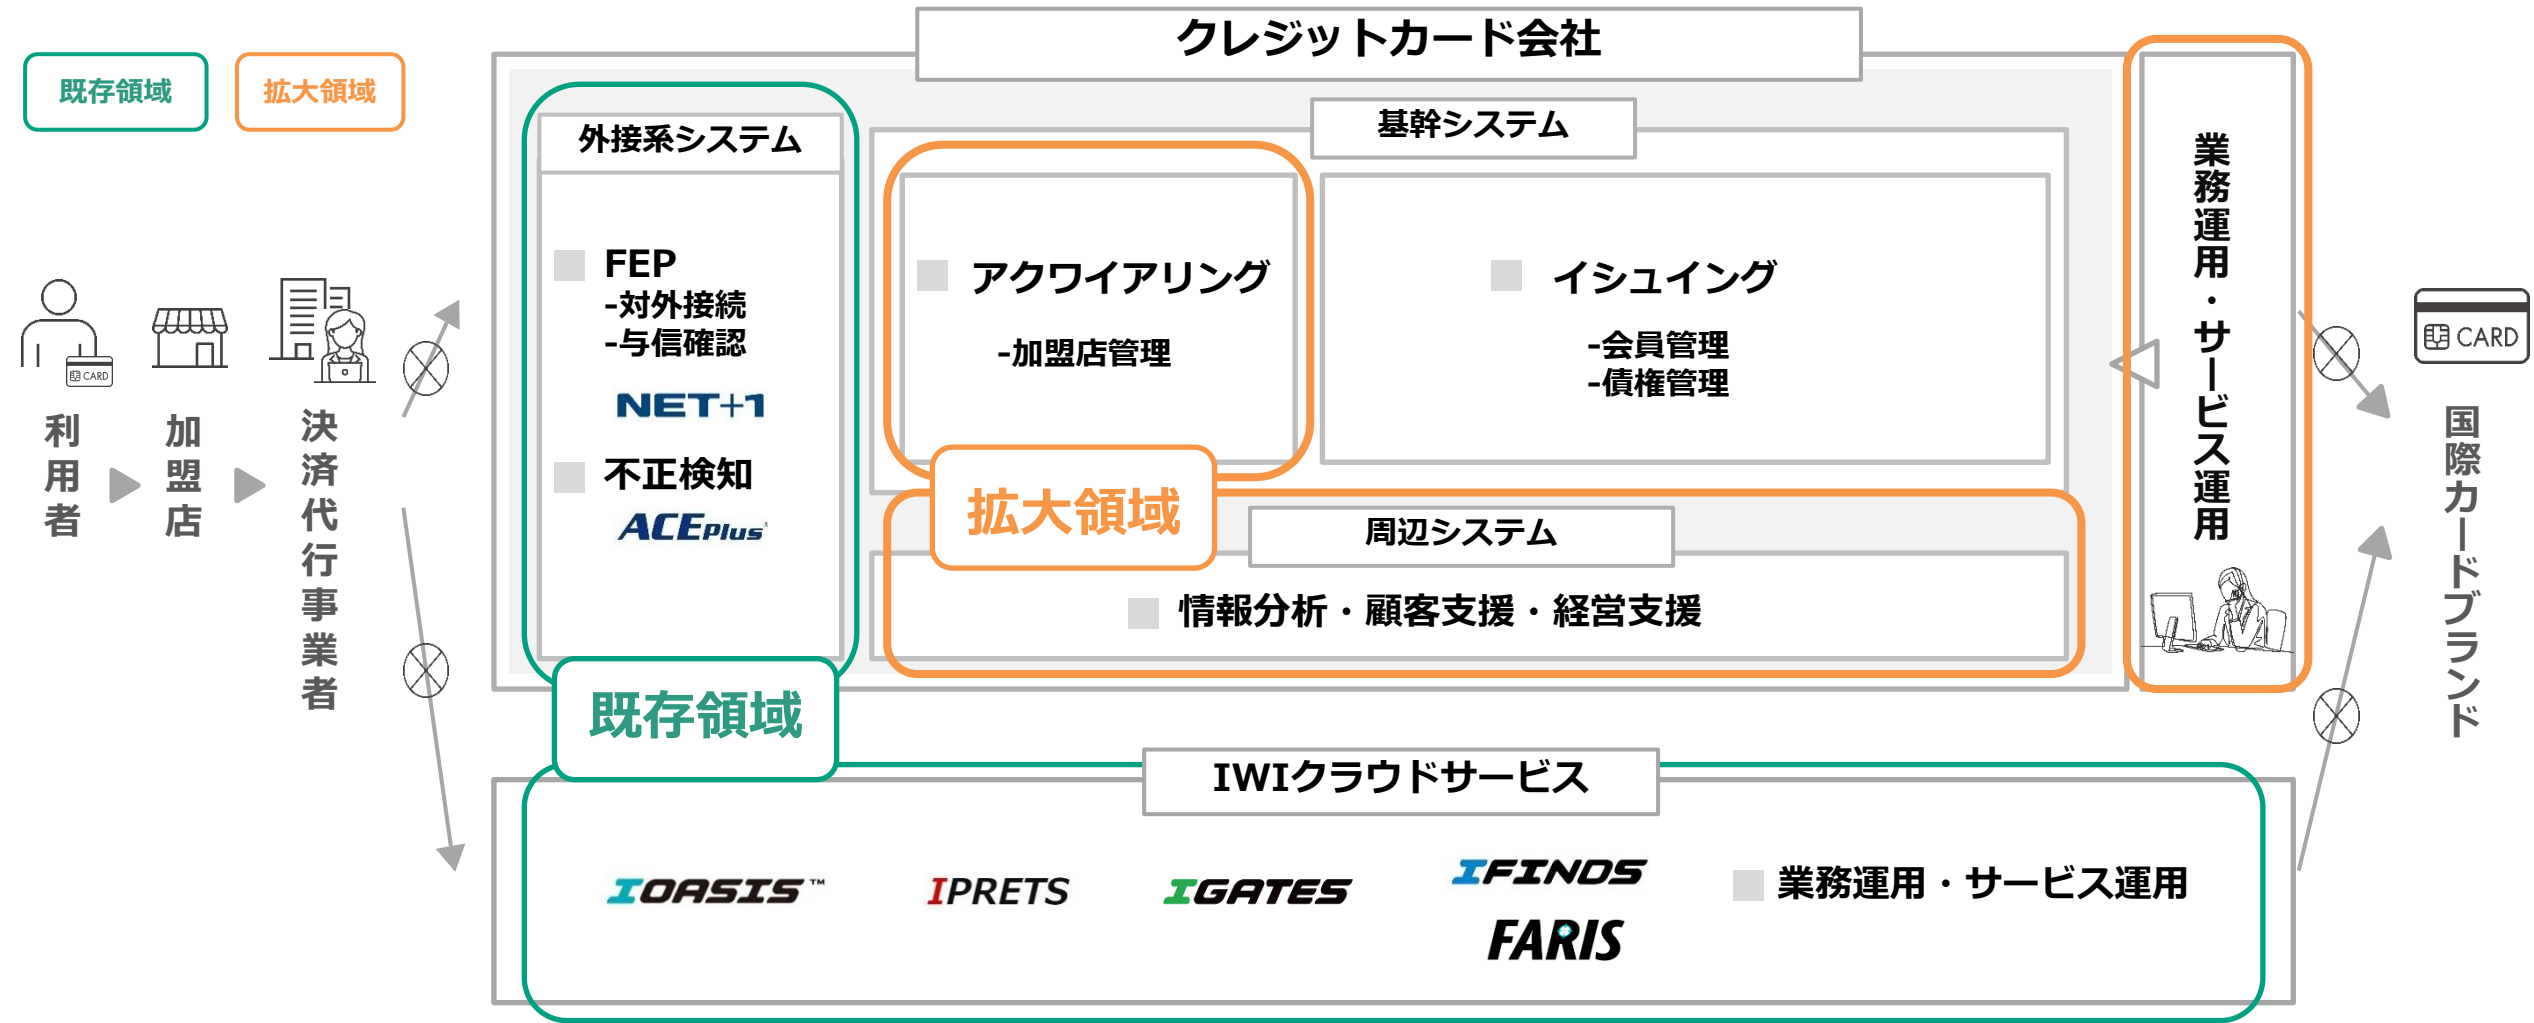 クレジットカード会社
既存領域
拡大領域
外接系システム
FEP
-対外接続
-与信確認
NET+1
不正検知
ACEPlus
基幹システム
アクワイアリング
-加盟店管理
イシュイング
-会員管理
-債権管理
拡大領域
周辺システム
情報分析・顧客支援・経営支援
業務運用・サービス運用
CARD
利用者
加盟店
決済代行事業者
CARD
国際カードブランド
既存領域
IWIクラウドサービス
IOASIS™
IPRETS
IGATES
IFINDS
FARIS
業務運用・サービス運用